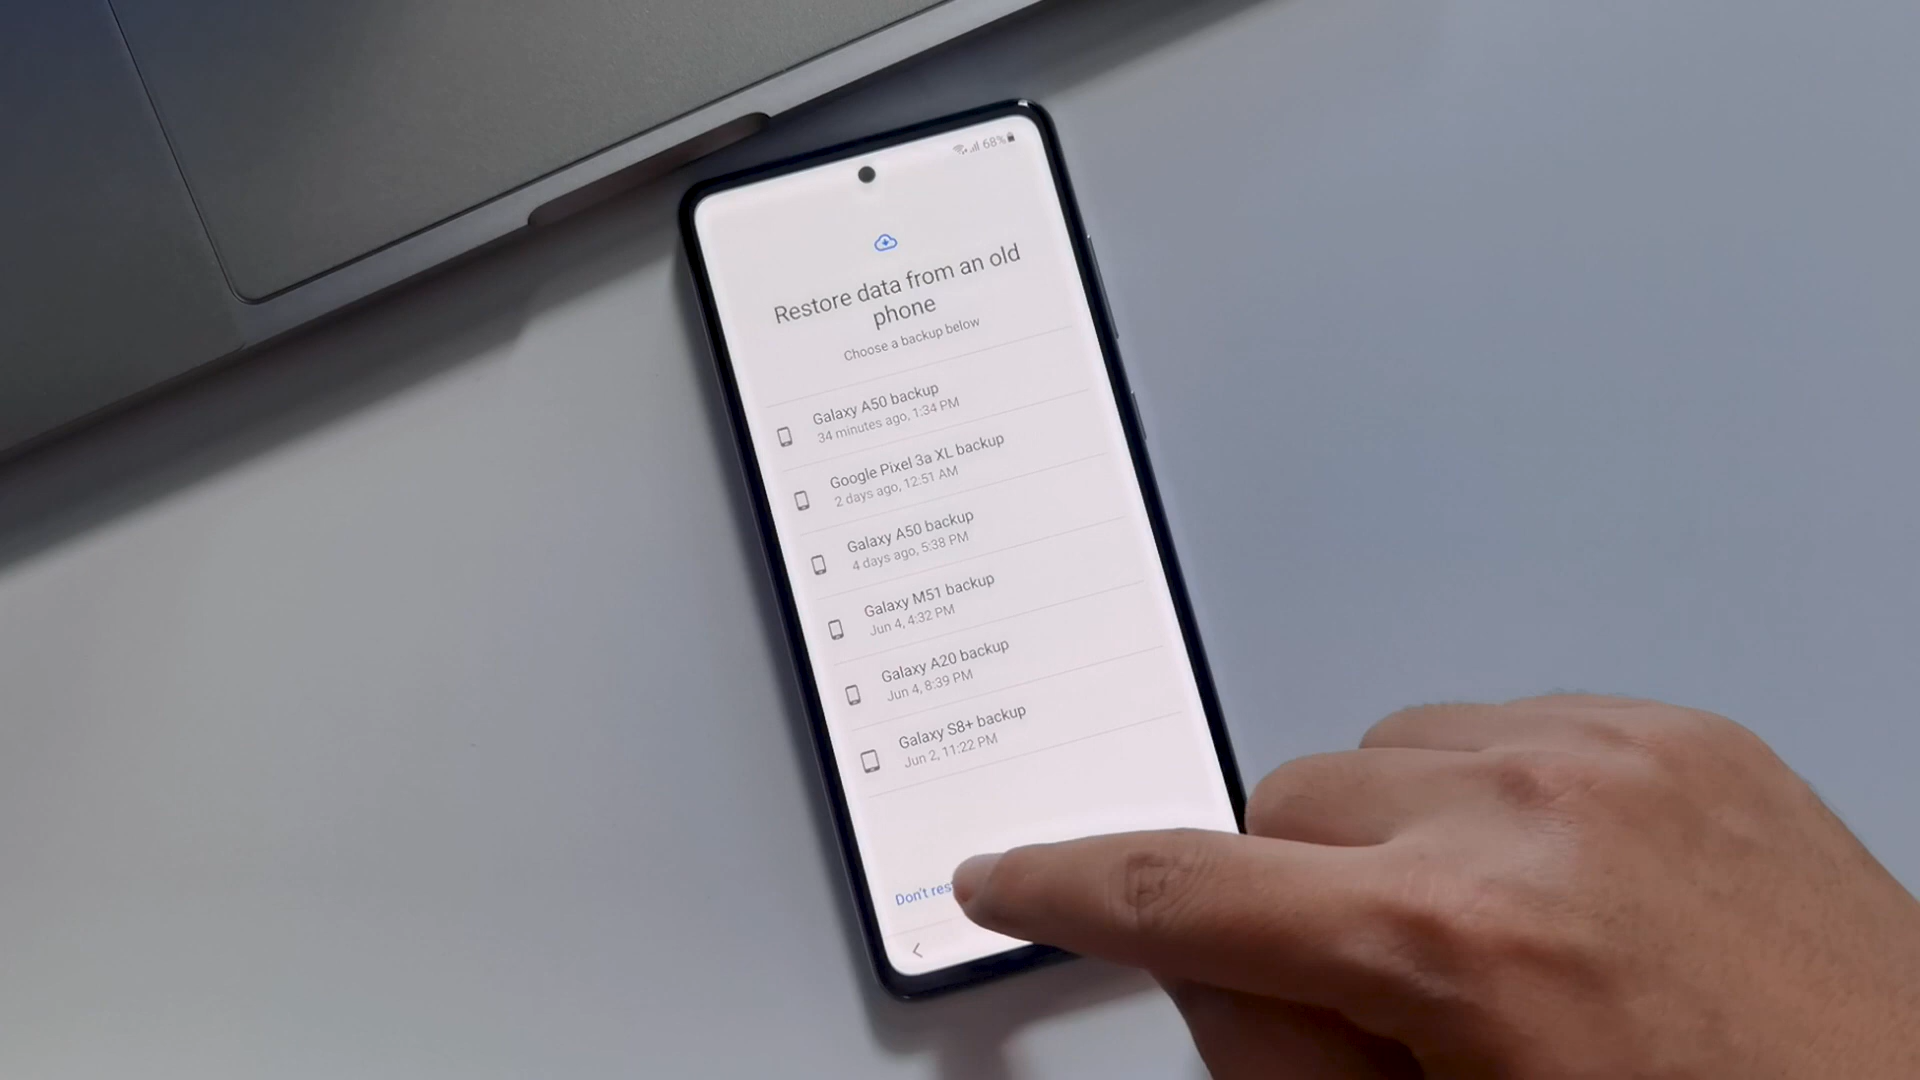 68%
Restore data from an old
phone
Choose a backup below
Galaxy A50 backup
34 minutes ago, 1:34 PM
Google Pixel 3a XL backup
2 days ago, 12:51 AM
Galaxy A50 backup
4 days ago, 5:38 PM
Galaxy M51 backup
Jun 4, 4:32 PM
Galaxy A20 backup
Jun 4, 8:39 PM
Galaxy S8+ backup
Jun 2, 11:22 PM
Don't